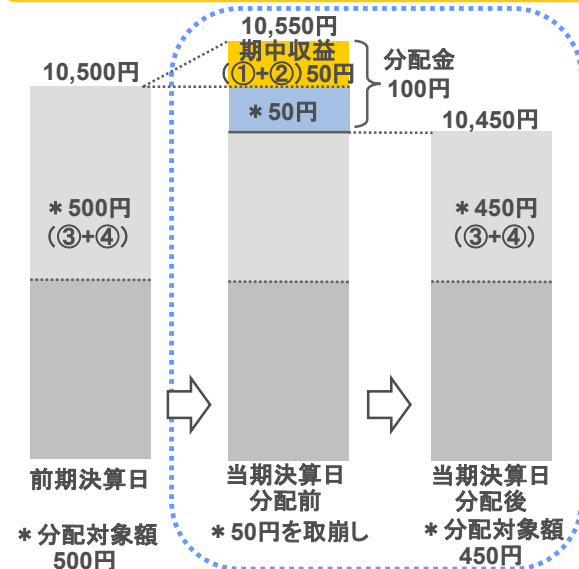 10,550円
期中収益
(①+②)50円
分配金
100円
10,500円
＊50円
10,450円
＊500円
(③+④)
＊450円
(③+④)
前期決算日
当期決算日
分配前
当期決算日
分配後
＊分配対象額
500円
＊50円を取崩し
＊分配対象額
450円